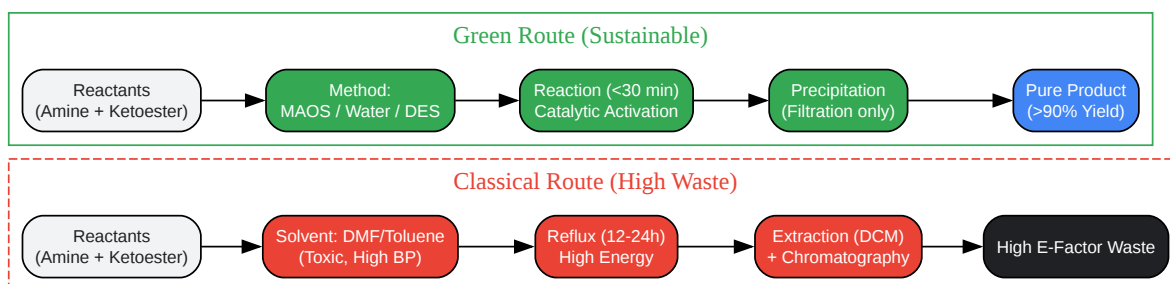 Green Route (Sustainable)
Reactants
(Amine + Ketoester)
Method:
MAOS / Water / DES
Reaction (<30 min)
Catalytic Activation
Precipitation
(Filtration only)
Pure Product
(>90% Yield)
Classical Route (High Waste)
Reactants
(Amine + Ketoester)
Solvent: DMF/Toluene
(Toxic, High BP)
Reflux (12-24h)
High Energy
Extraction (DCM)
+ Chromatography
High E-Factor Waste